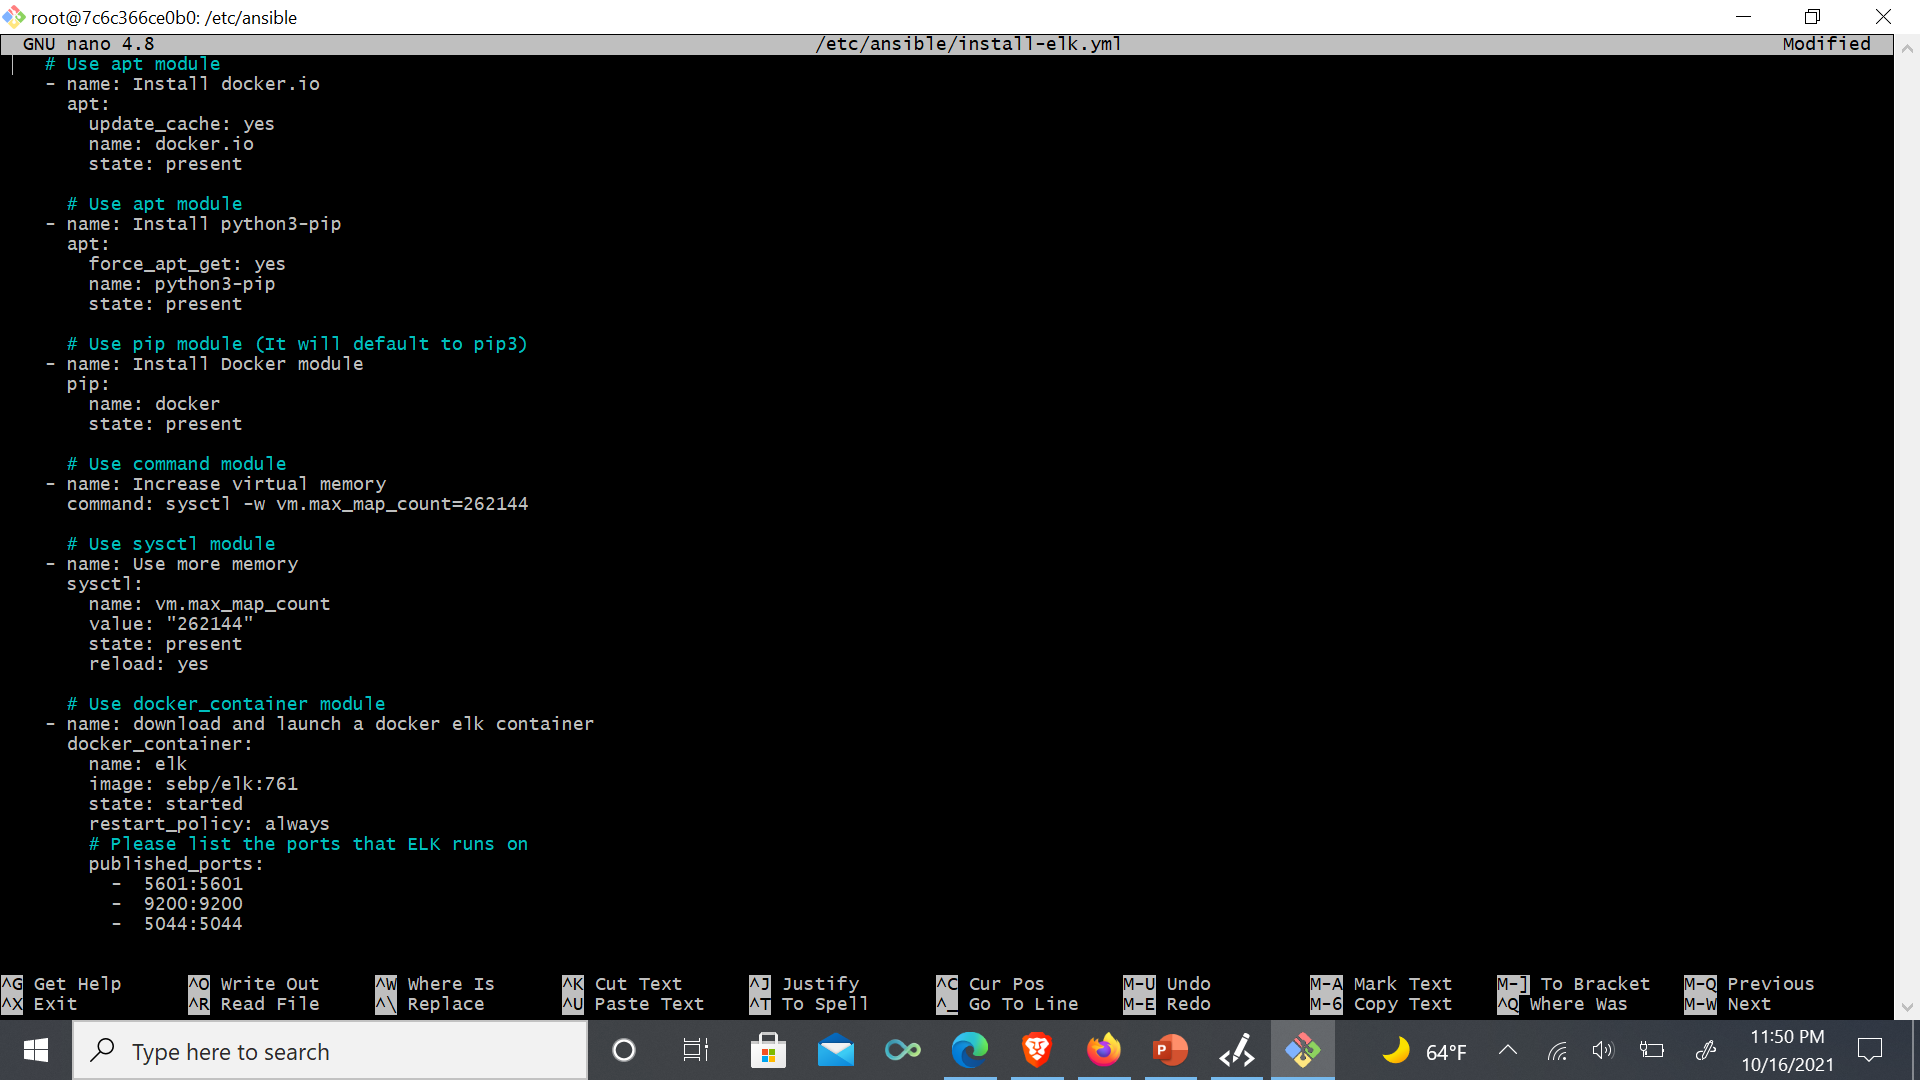 root@7c6c366ce0b0: /etc/ansible
GNU nano 4.8 /etc/ansible/install-elk.yml Modified
    # Use apt module
    - name: Install docker.io
      apt:
        update_cache: yes
        name: docker.io
        state: present

      # Use apt module
    - name: Install python3-pip
      apt:
        force_apt_get: yes
        name: python3-pip
        state: present

      # Use pip module (It will default to pip3)
    - name: Install Docker module
      pip:
        name: docker
        state: present

      # Use command module
    - name: Increase virtual memory
      command: sysctl -w vm.max_map_count=262144

      # Use sysctl module
    - name: Use more memory
      sysctl:
        name: vm.max_map_count
        value: "262144"
        state: present
        reload: yes

      # Use docker_container module
    - name: download and launch a docker elk container
      docker_container:
        name: elk
        image: sebp/elk:761
        state: started
        restart_policy: always
        # Please list the ports that ELK runs on
        published_ports:
          -  5601:5601
          -  9200:9200
          -  5044:5044

^G Get Help ^O Write Out ^W Where Is ^K Cut Text ^J Justify ^C Cur Pos M-U Undo M-A Mark Text M-] To Bracket M-Q Previous
^X Exit ^R Read File ^\ Replace ^U Paste Text ^T To Spell ^_ Go To Line M-E Redo M-6 Copy Text ^Q Where Was M-W Next
Type here to search
P
64°F
11:50 PM
10/16/2021